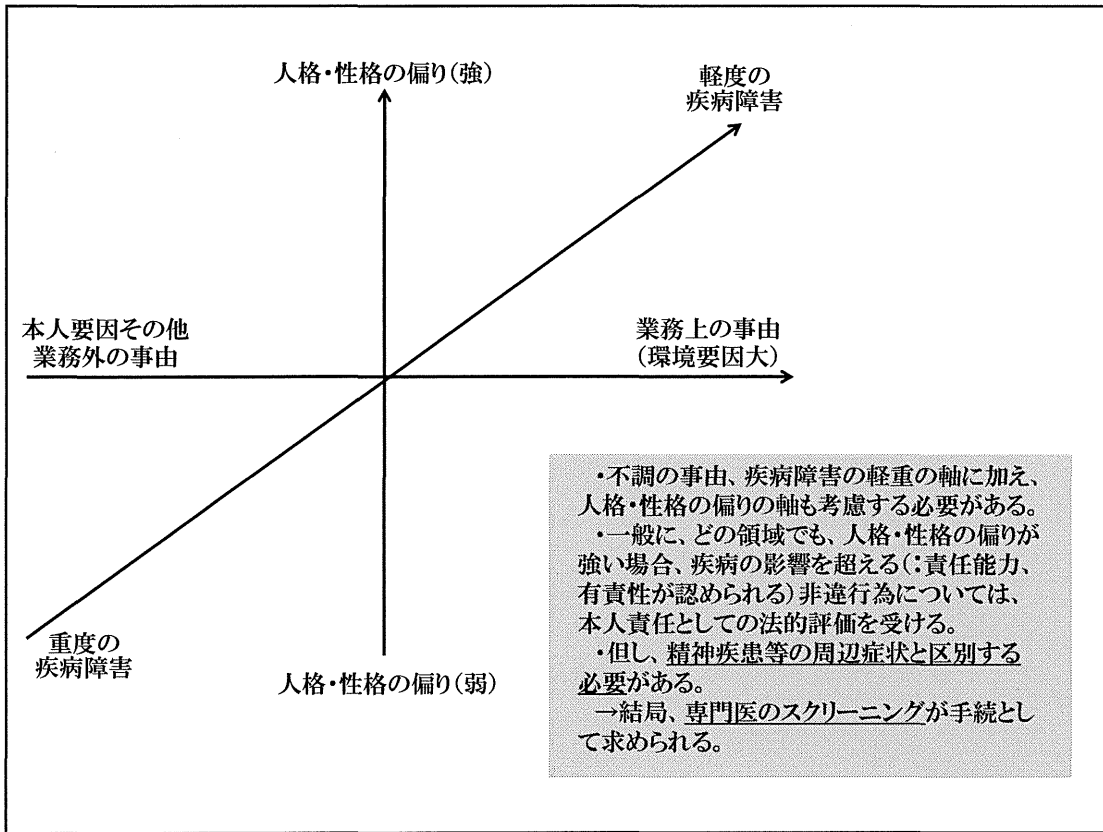 人格・性格の偏り（強）
軽度の
疾病障害
本人要因その他
業務外の事由
業務上の事由
（環境要因大）
・不調の事由、疾病障害の軽重の軸に加え、
人格・性格の偏りの軸も考慮する必要がある。
・一般に、どの領域でも、人格・性格の偏りが
強い場合、疾病の影響を超える（：責任能力、
有責性が認められる）非違行為については、
本人責任としての法的評価を受ける。
・但し、精神疾患等の周辺症状と区別する
必要がある。
→結局、専門医のスクリーニングが手続とし
て求められる。
重度の
疾病障害
人格・性格の偏り（弱）